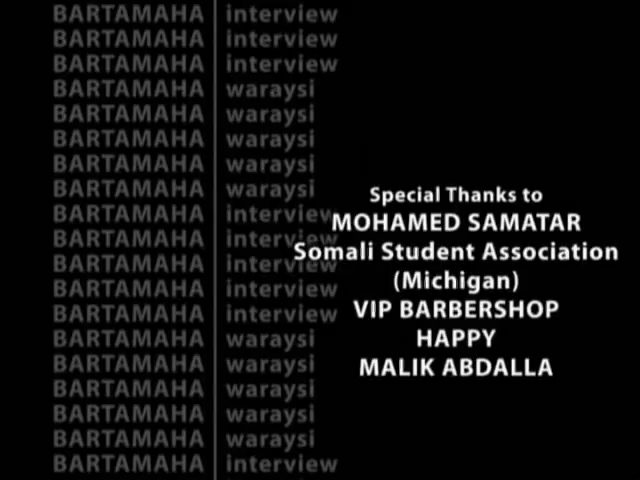 BARTAMAHA interview
BARTAMAHA interview
BARTAMAHA interview
BARTAMAHA waraysi
BARTAMAHA waraysi
BARTAMAHA waraysi
BARTAMAHA waraysi
BARTAMAHA waraysi
BARTAMAHA interview
BARTAMAHA interview
BARTAMAHA interview
BARTAMAHA interview
BARTAMAHA interview
BARTAMAHA waraysi
BARTAMAHA waraysi
BARTAMAHA waraysi
BARTAMAHA waraysi
BARTAMAHA waraysi
BARTAMAHA interview
Special Thanks to
MOHAMED SAMATAR
Somali Student Association
(Michigan)
VIP BARBERSHOP
HAPPY
MALIK ABDALLA